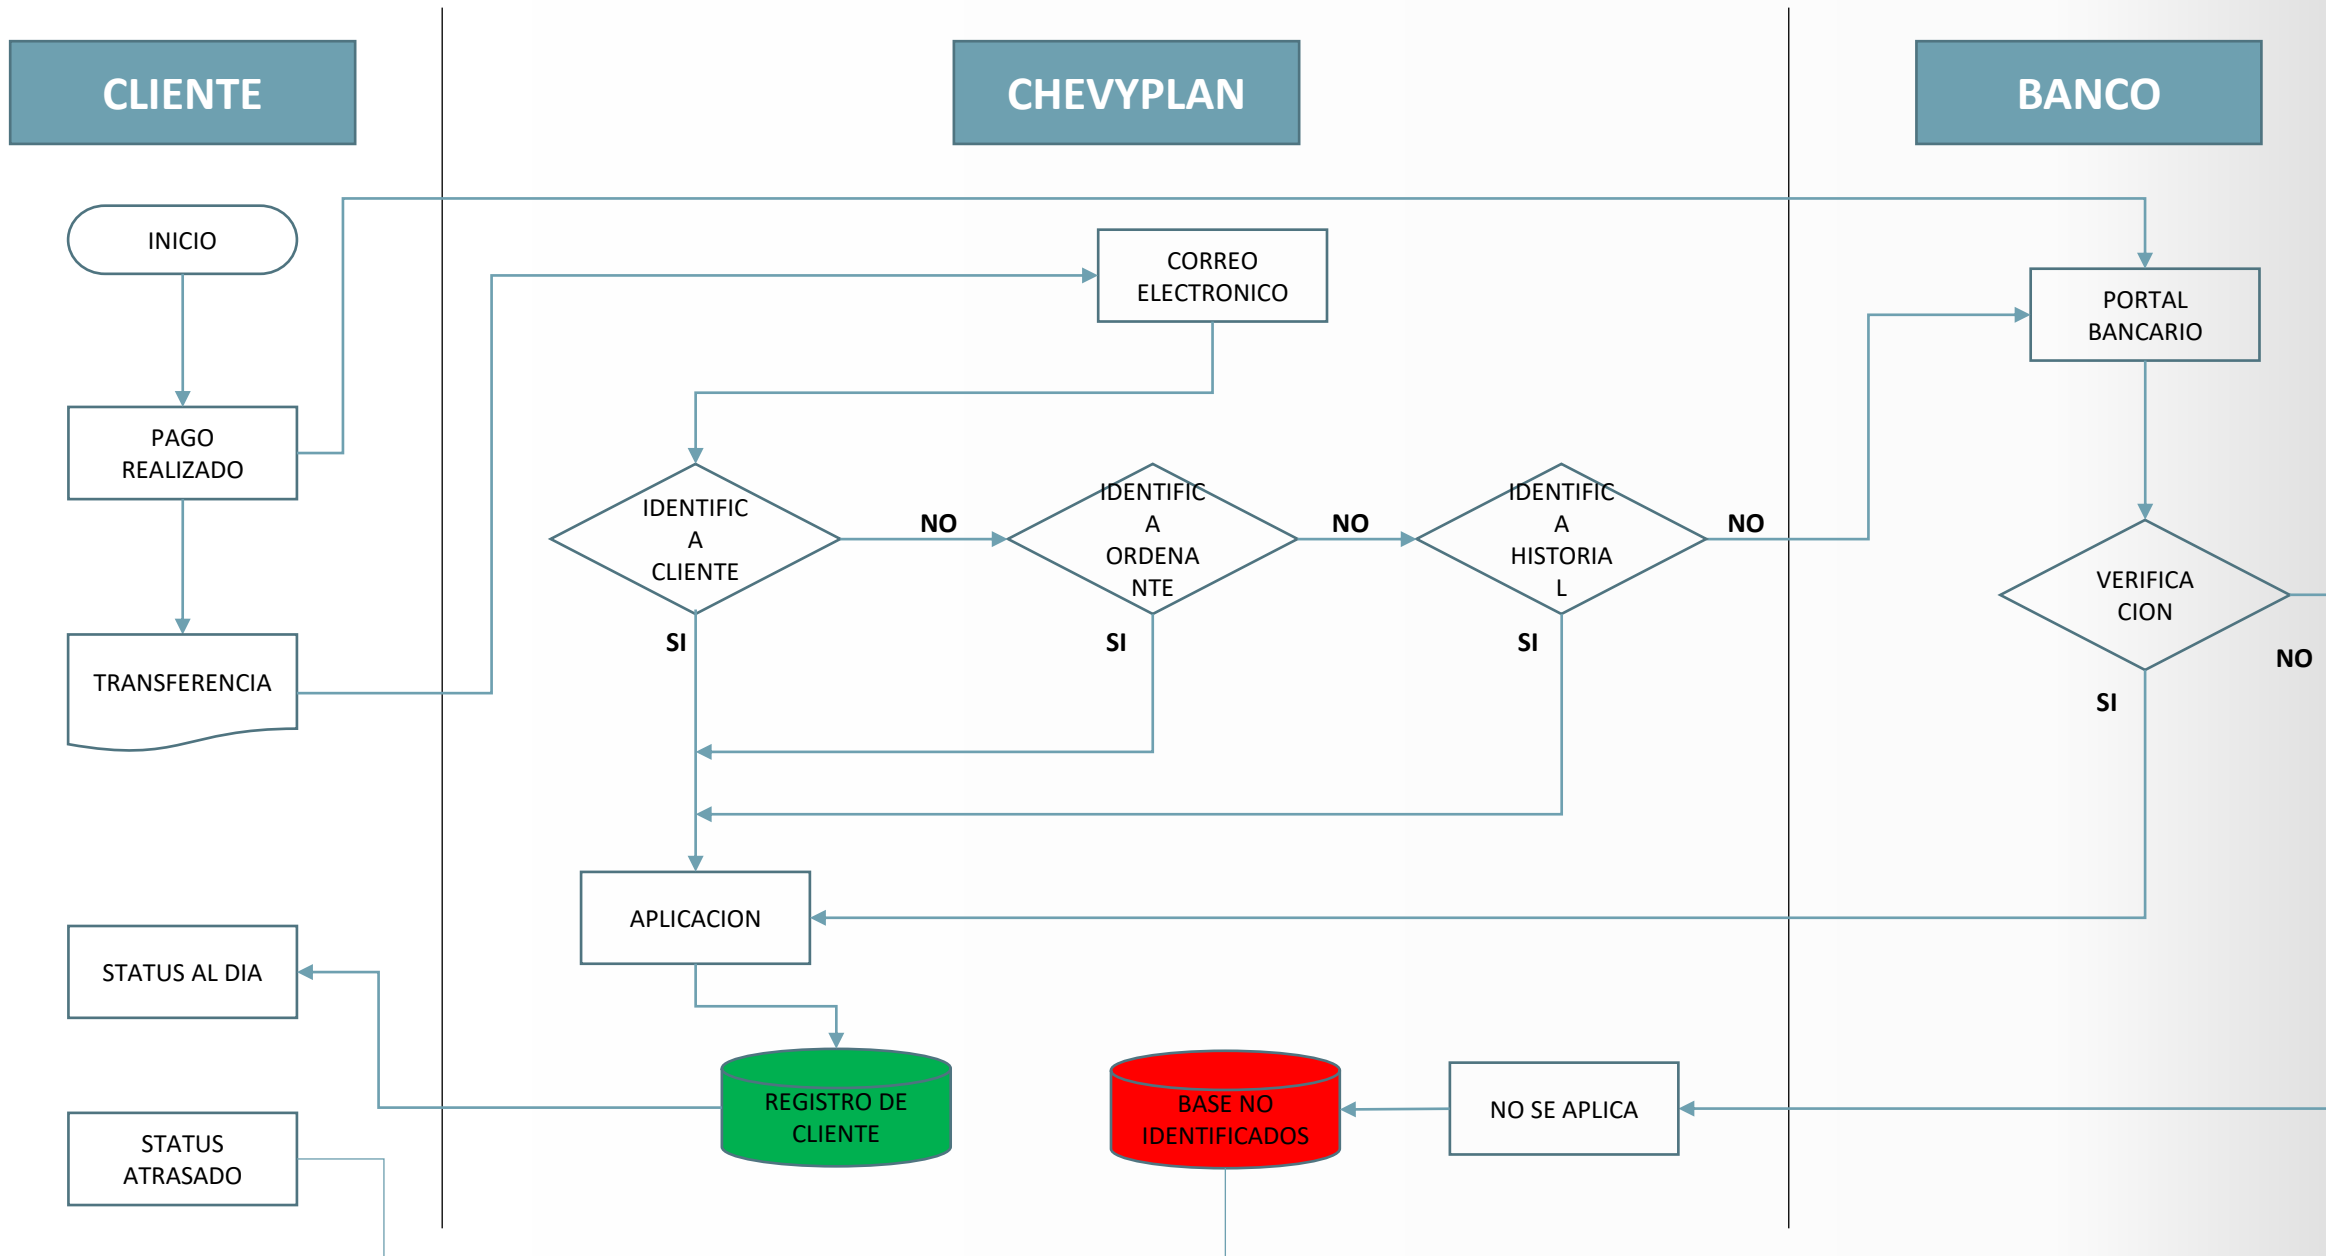 CLIENTE
CHEVYPLAN
BANCO
INICIO
CORREO
ELECTRONICO
PORTAL
BANCARIO
PAGO
REALIZADO
IDENTIFIC
A
CLIENTE
NO
IDENTIFIC
A
ORDENA
NTE
NO
IDENTIFIC
A
HISTORIA
L
NO
VERIFICA
CION
NO
SI
SI
SI
SI
TRANSFERENCIA
APLICACION
STATUS AL DIA
REGISTRO DE
CLIENTE
BASE NO
IDENTIFICADOS
NO SE APLICA
STATUS
ATRASADO